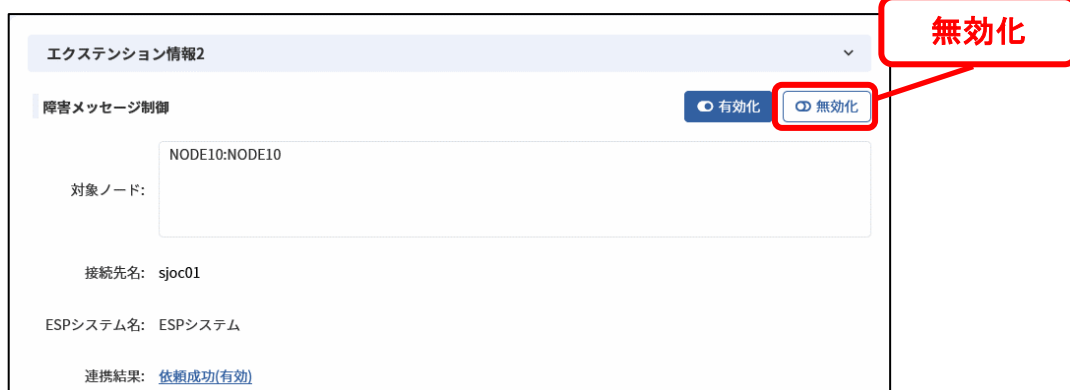 無効化
エクステンション情報2
障害メッセージ制御 有効化 無効化
対象ノード: NODE10:NODE10
接続先名: sjoc01
ESPシステム名: ESPシステム
連携結果: 依頼成功(有効)